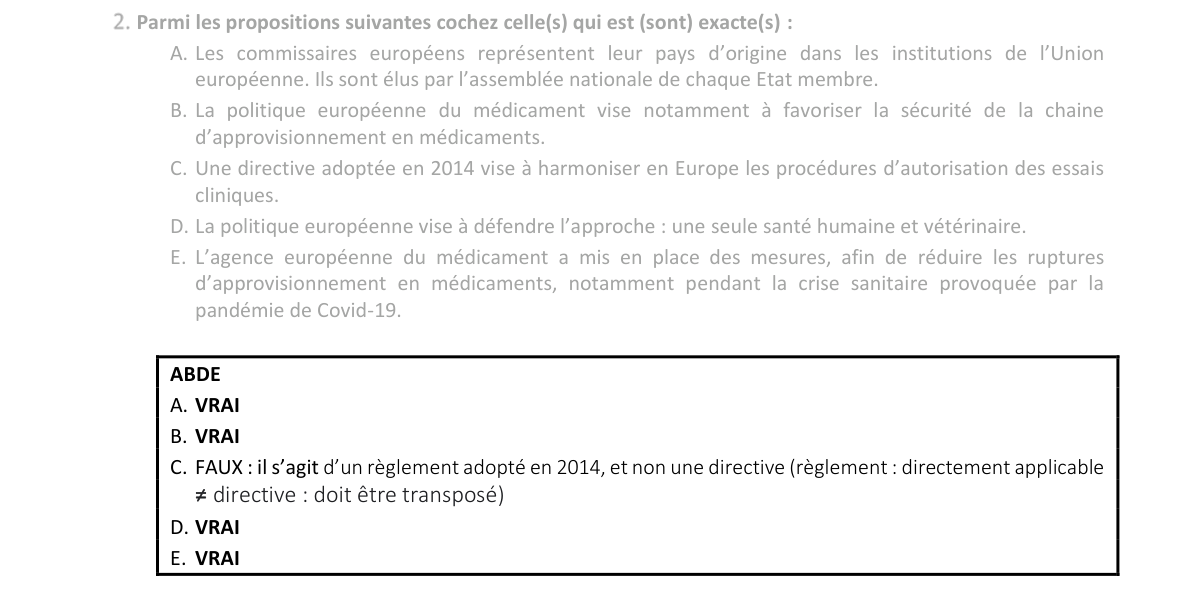 2. Parmi les propositions suivantes cochez celle(s) qui est (sont) exacte(s) :
A. Les commissaires européens représentent leur pays d’origine dans les institutions de l’Union
européenne. Ils sont élus par l’assemblée nationale de chaque Etat membre.
B. La politique européenne du médicament vise notamment à favoriser la sécurité de la chaine
d’approvisionnement en médicaments.
C. Une directive adoptée en 2014 vise à harmoniser en Europe les procédures d’autorisation des essais
cliniques.
D. La politique européenne vise à défendre l’approche : une seule santé humaine et vétérinaire.
E. L’agence européenne du médicament a mis en place des mesures, afin de réduire les ruptures
d’approvisionnement en médicaments, notamment pendant la crise sanitaire provoquée par la
pandémie de Covid-19.
ABDE
A. VRAI
B. VRAI
C. FAUX : il s’agit d’un règlement adopté en 2014, et non une directive (règlement : directement applicable
≠ directive : doit être transposé)
D. VRAI
E. VRAI